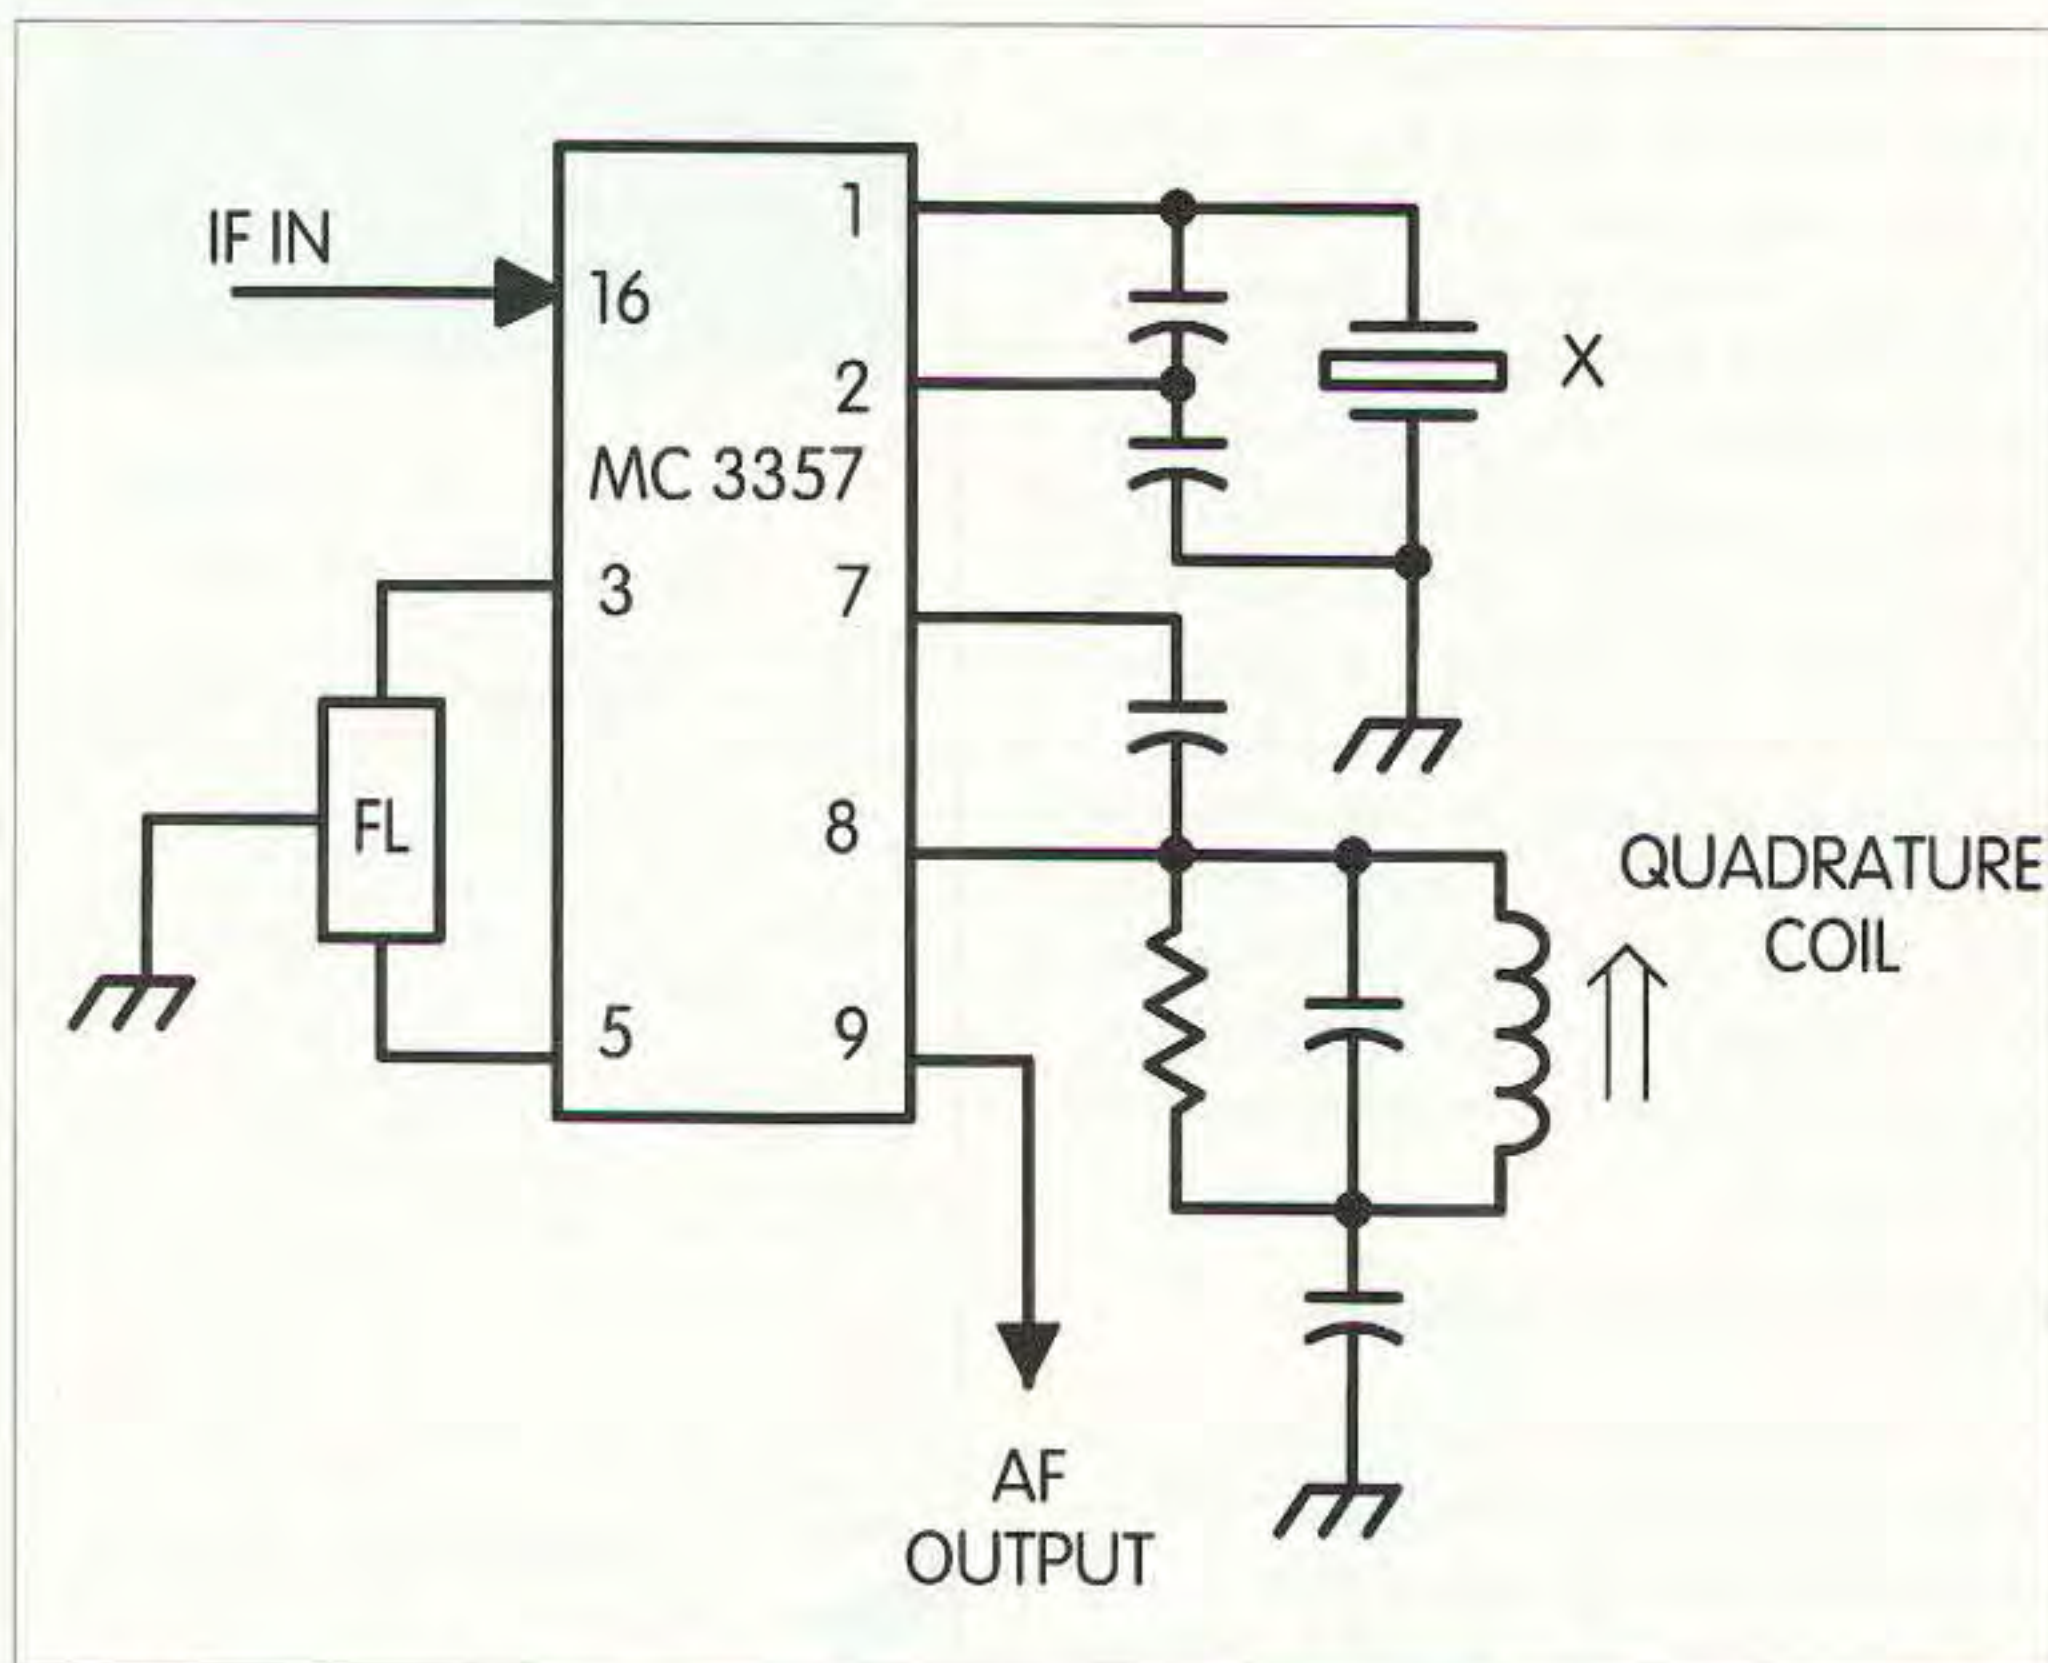 IF IN
1
16
2
MC 3357
3
7
FL
8
5
9
X
QUADRATURE
COIL
AF
OUTPUT